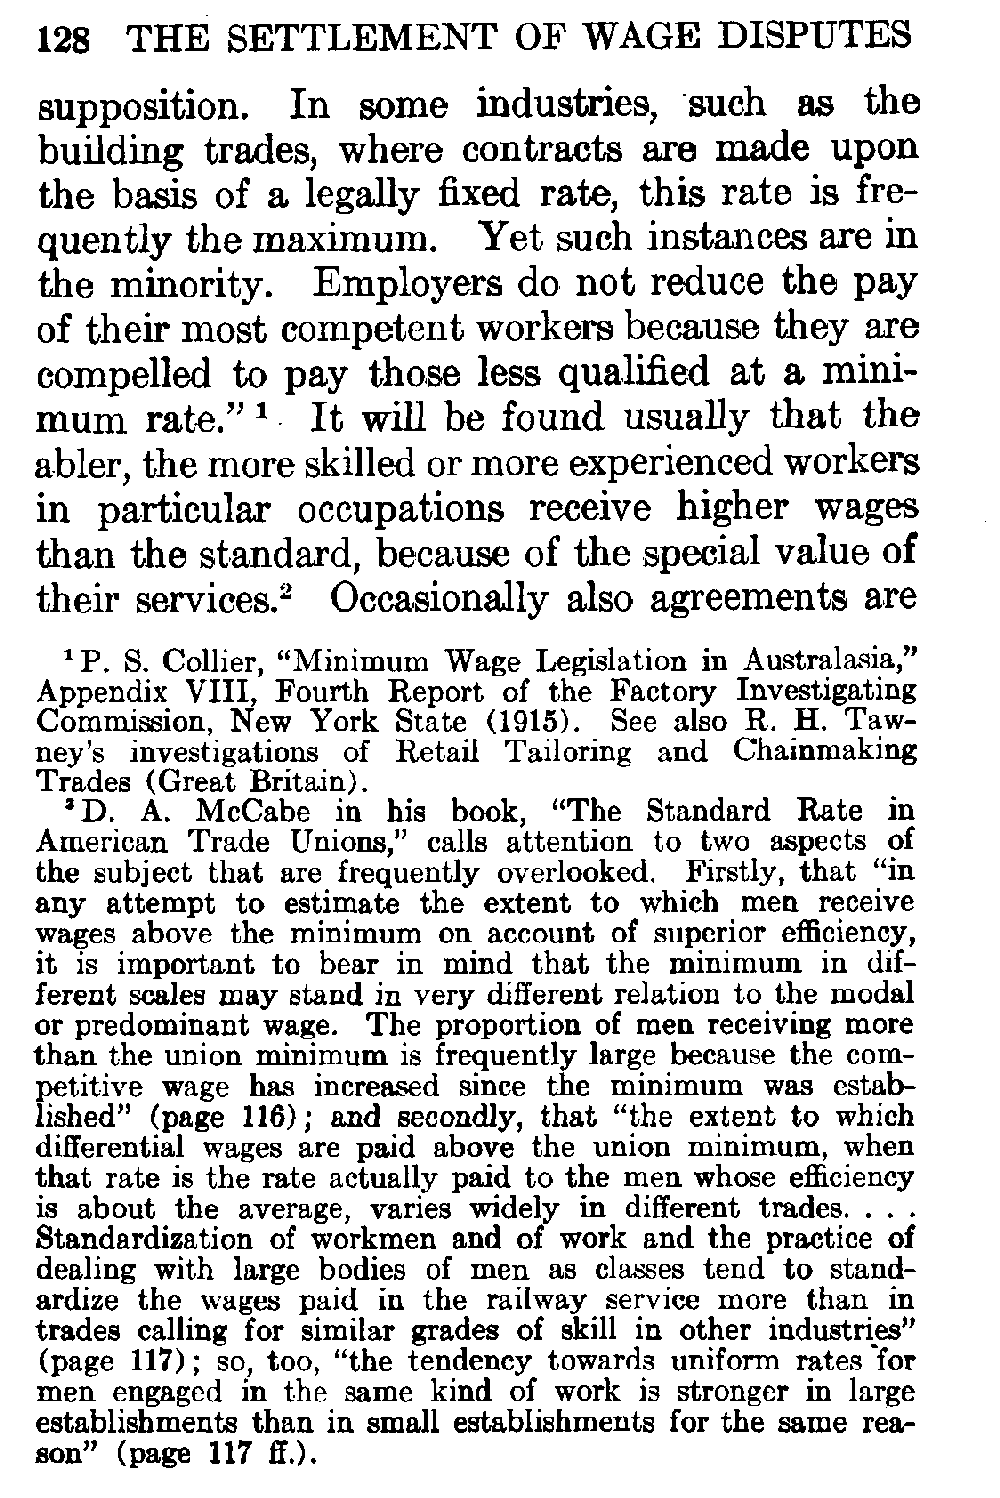 128 THE SETTLEMENT OF WAGE DISPUTES
supposition. In some industries, such as the
building trades, where contracts are made upon
the basis of a legally fixed rate, this rate is fre-
quently the maximum. Yet such instances are in
the minority. Employers do not reduce the pay
of their most competent workers because they are
compelled to pay those less qualified at a mini-
mum rate.” ¹ It will be found usually that the
abler, the more skilled or more experienced workers
in particular occupations receive higher wages
than the standard, because of the special value of
their services.² Occasionally also agreements are
¹ P. S. Collier, “Minimum Wage Legislation in Australasia,”
Appendix VIII, Fourth Report of the Factory Investigating
Commission, New York State (1915). See also R. H. Taw-
ney’s investigations of Retail Tailoring and Chainmaking
Trades (Great Britain).
² D. A. McCabe in his book, “The Standard Rate in
American Trade Unions,” calls attention to two aspects of
the subject that are frequently overlooked. Firstly, that “in
any attempt to estimate the extent to which men receive
wages above the minimum on account of superior efficiency,
it is important to bear in mind that the minimum in dif-
ferent scales may stand in very different relation to the modal
or predominant wage. The proportion of men receiving more
than the union minimum is frequently large because the com-
petitive wage has increased since the minimum was estab-
lished” (page 116); and secondly, that “the extent to which
differential wages are paid above the union minimum, when
that rate is the rate actually paid to the men whose efficiency
is about the average, varies widely in different trades. . . .
Standardization of workmen and of work and the practice of
dealing with large bodies of men as classes tend to stand-
ardize the wages paid in the railway service more than in
trades calling for similar grades of skill in other industries”
(page 117); so, too, “the tendency towards uniform rates for
men engaged in the same kind of work is stronger in large
establishments than in small establishments for the same rea-
son” (page 117 ff.).